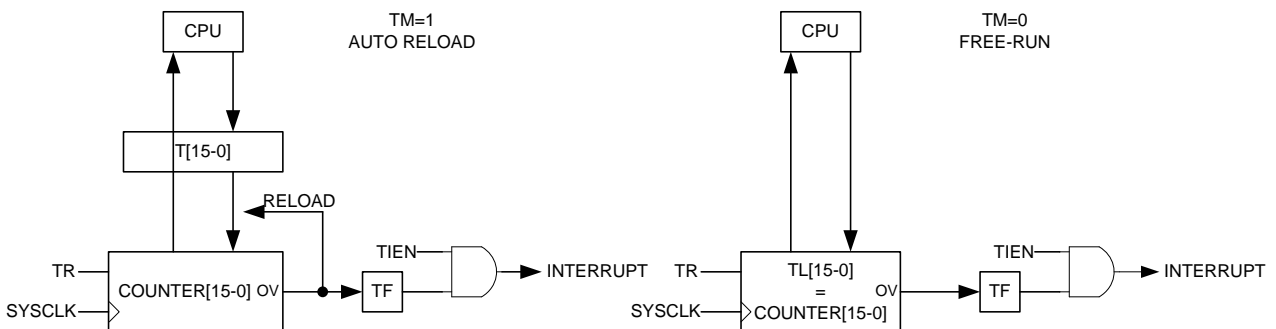 CPU
TM=1
AUTO RELOAD
T[15-0]
RELOAD
TIEN
TR
COUNTER[15-0] OV
TF
INTERRUPT
SYSCLK
CPU
TM=0
FREE-RUN
TIEN
TR
TL[15-0]
=
COUNTER[15-0]
OV
TF
INTERRUPT
SYSCLK